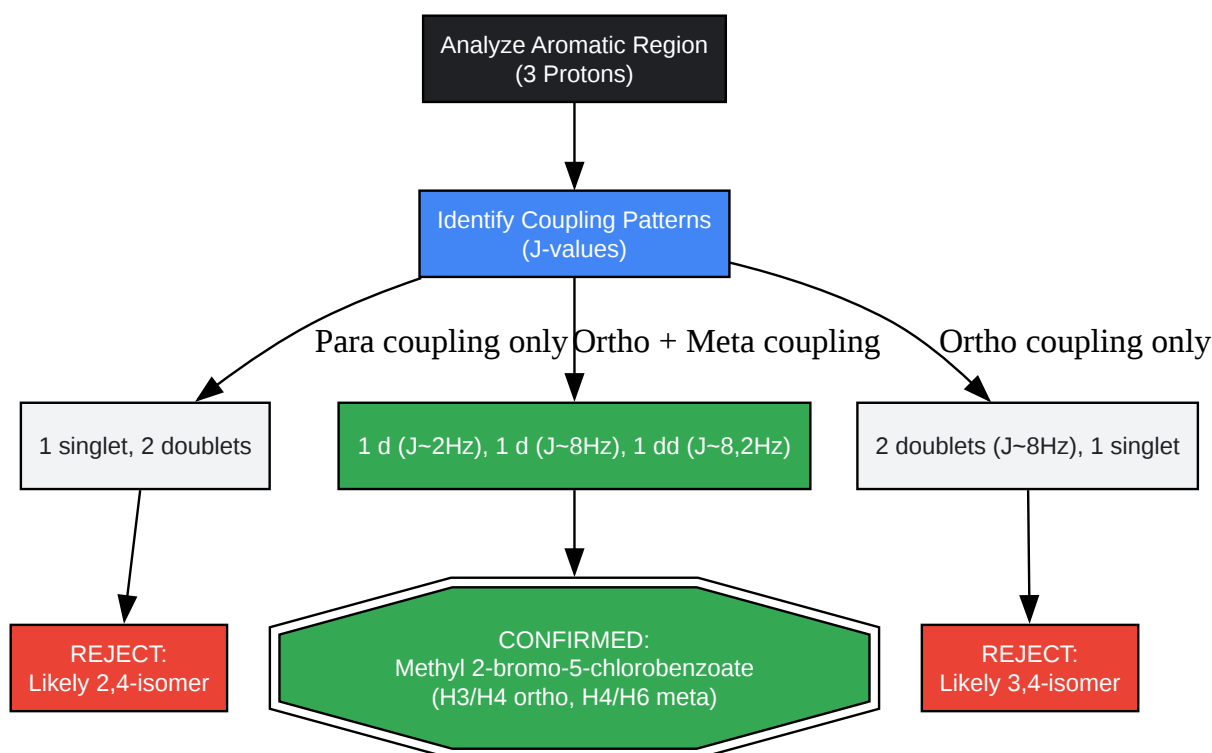 Analyze Aromatic Region
(3 Protons)
Identify Coupling Patterns
(J-values)
Para coupling only
Ortho + Meta coupling
Ortho coupling only
1 singlet, 2 doublets
1 d (J~2Hz), 1 d (J~8Hz), 1 dd (J~8,2Hz)
2 doublets (J~8Hz), 1 singlet
REJECT:
Likely 2,4-isomer
CONFIRMED:
Methyl 2-bromo-5-chlorobenzoate
(H3/H4 ortho, H4/H6 meta)
REJECT:
Likely 3,4-isomer